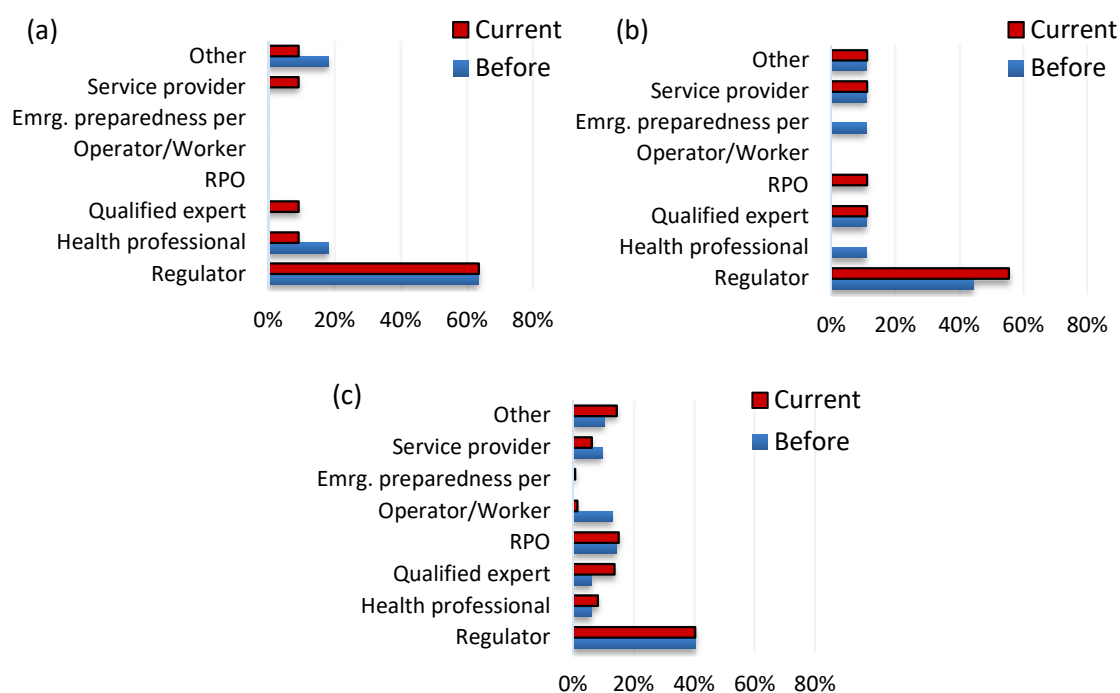 (a)
Current
Before
Other
Service provider
Emrg. preparedness per
Operator/Worker
RPO
Qualified expert
Health professional
Regulator
0% 20% 40% 60% 80%
(b)
Current
Before
Other
Service provider
Emrg. preparedness per
Operator/Worker
RPO
Qualified expert
Health professional
Regulator
0% 20% 40% 60% 80%
(c)
Current
Before
Other
Service provider
Emrg. preparedness per
Operator/Worker
RPO
Qualified expert
Health professional
Regulator
0% 20% 40% 60% 80%